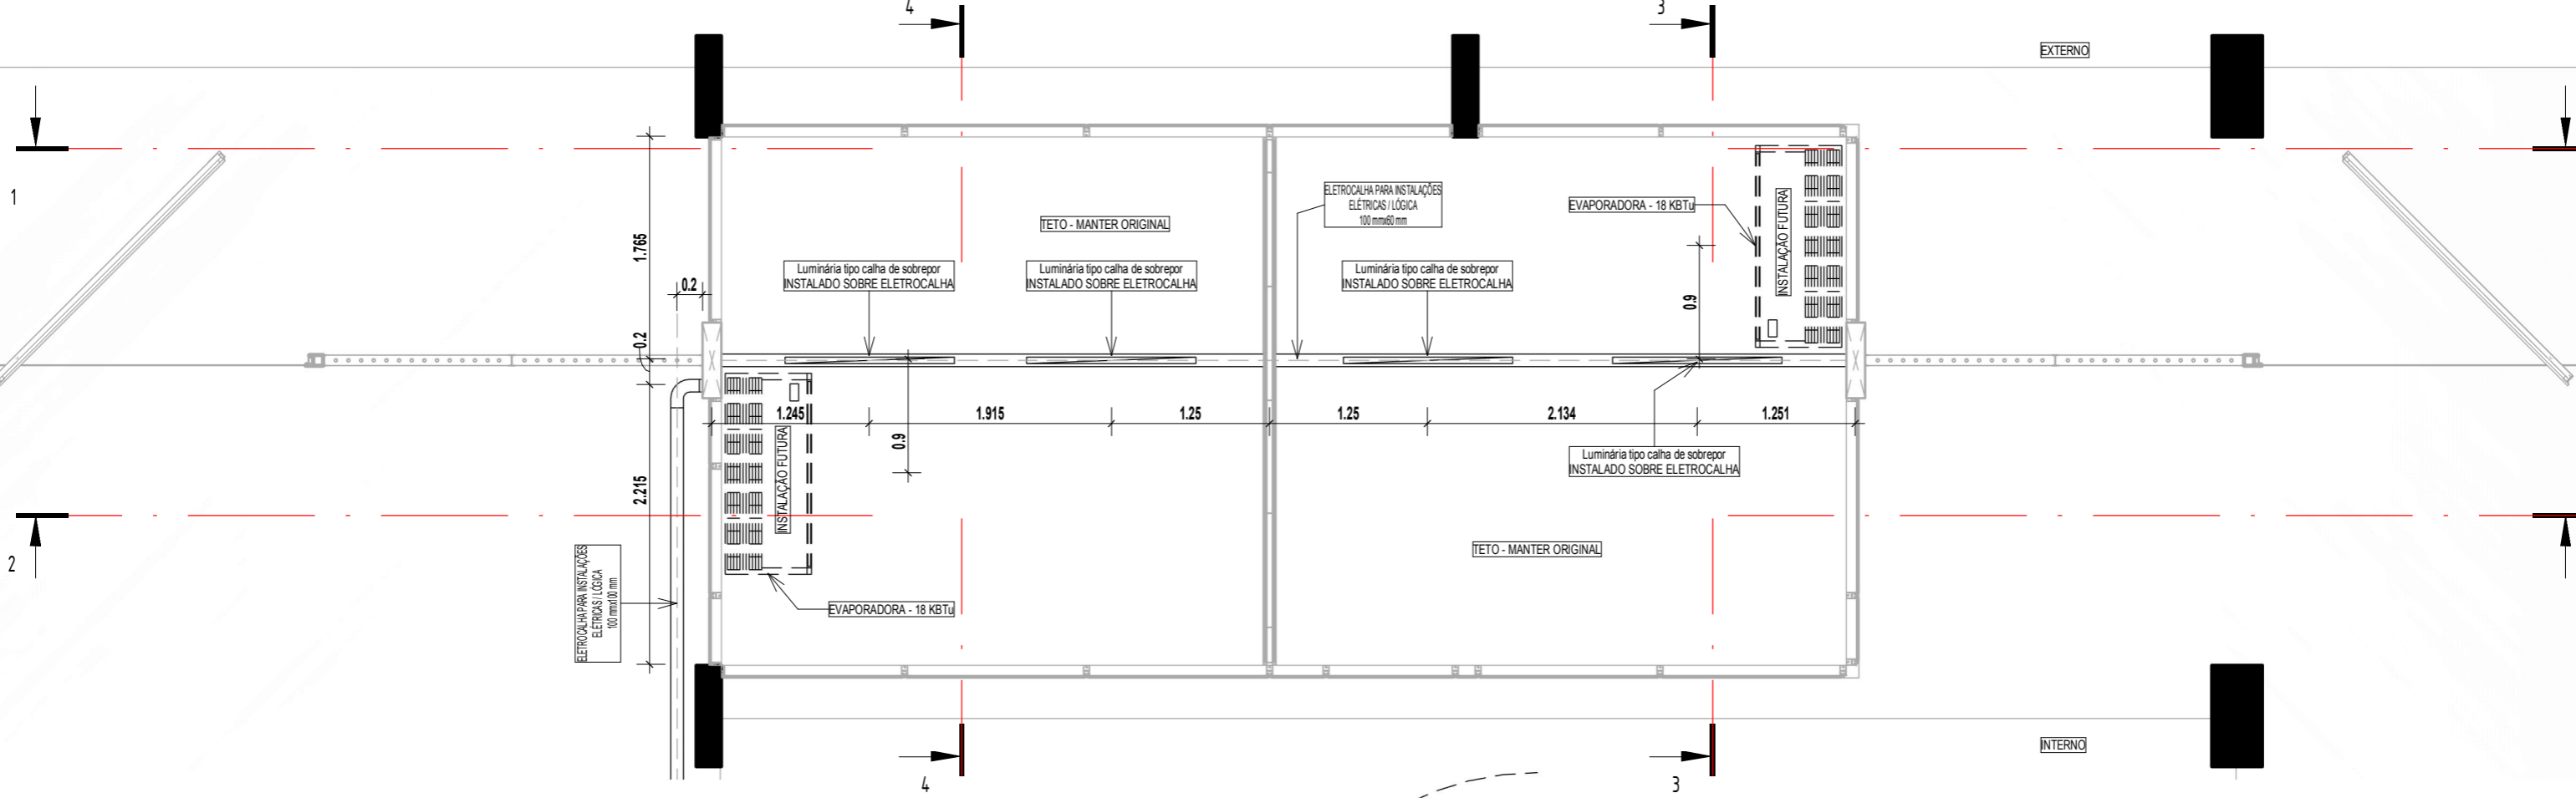 4
3
EXTERNO
1
ELETROCALHA PARA INSTALAÇÕES
ELÉTRICAS / LÓGICA
100 mmx60 mm
EVAPORADORA - 18 KBTu
INSTALAÇÃO FUTURA
TETO - MANTER ORIGINAL
1.765
Luminária tipo calha de sobrepor
INSTALADO SOBRE ELETROCALHA
Luminária tipo calha de sobrepor
INSTALADO SOBRE ELETROCALHA
Luminária tipo calha de sobrepor
INSTALADO SOBRE ELETROCALHA
0.2
0.9
0.2
1.245
1.915
1.25
1.25
2.134
1.251
0.9
INSTALAÇÃO FUTURA
Luminária tipo calha de sobrepor
INSTALADO SOBRE ELETROCALHA
2.215
TETO - MANTER ORIGINAL
2
ELETROCALHA PARA INSTALAÇÕES
ELÉTRICAS / LÓGICA
100 mmx100 mm
EVAPORADORA - 18 KBTu
INTERNO
4
3